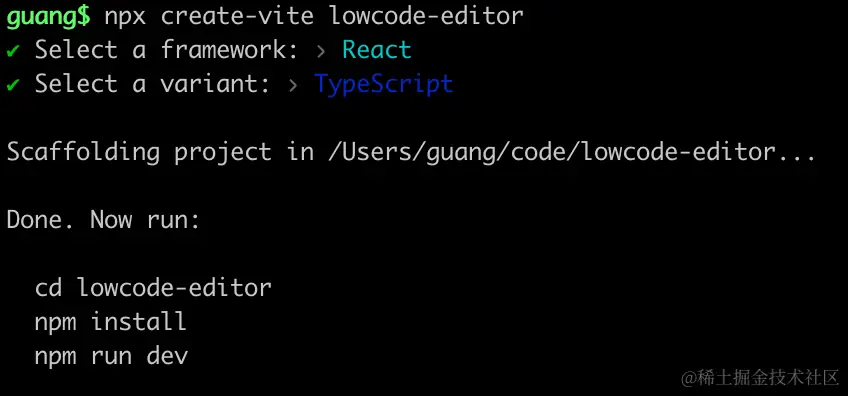 guang$ npx create-vite lowcode-editor
✔ Select a framework: › React
✔ Select a variant: › TypeScript
Scaffolding project in /Users/guang/code/lowcode-editor...
Done. Now run:
cd lowcode-editor
npm install
npm run dev
@稀土掘金技术社区